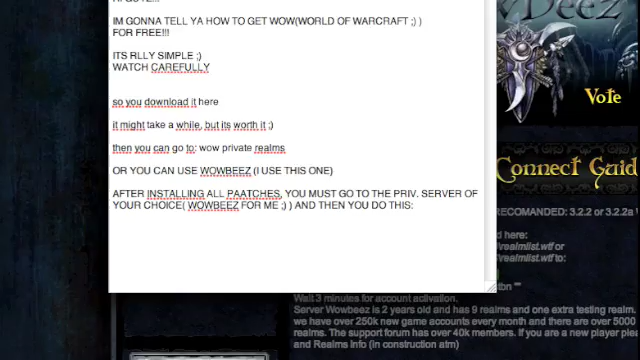 IM GONNA TELL YA HOW TO GET WOW(WORLD OF WARCRAFT ;) )
FOR FREE!!!
ITS RLLY SIMPLE ;)
WATCH CAREFULLY
so you download it here
it might take a while, but its worth it ;)
then you can go to: wow private realms
OR YOU CAN USE WOWBEEZ (I USE THIS ONE)
AFTER INSTALLING ALL PAATCHES, YOU MUST GO TO THE PRIV. SERVER OF
YOUR CHOICE( WOWBEEZ FOR ME ;) ) AND THEN YOU DO THIS:
Deez
Vote
Connect Guid
RECOMANDED: 3.2.2 or 3.2.2a
d here:
\realmlist.wtf or
\realmlist.wtf to:
tbn ""
Wait 3 minutes for account activation.
Server Wowbeez is 2 years old and has 9 realms and one extra testing realm.
we have over 250k new game accounts every month and there are over 5000
realms. The support forum has over 40k members. If you are a new player plea
and Realms Info (in construction atm)